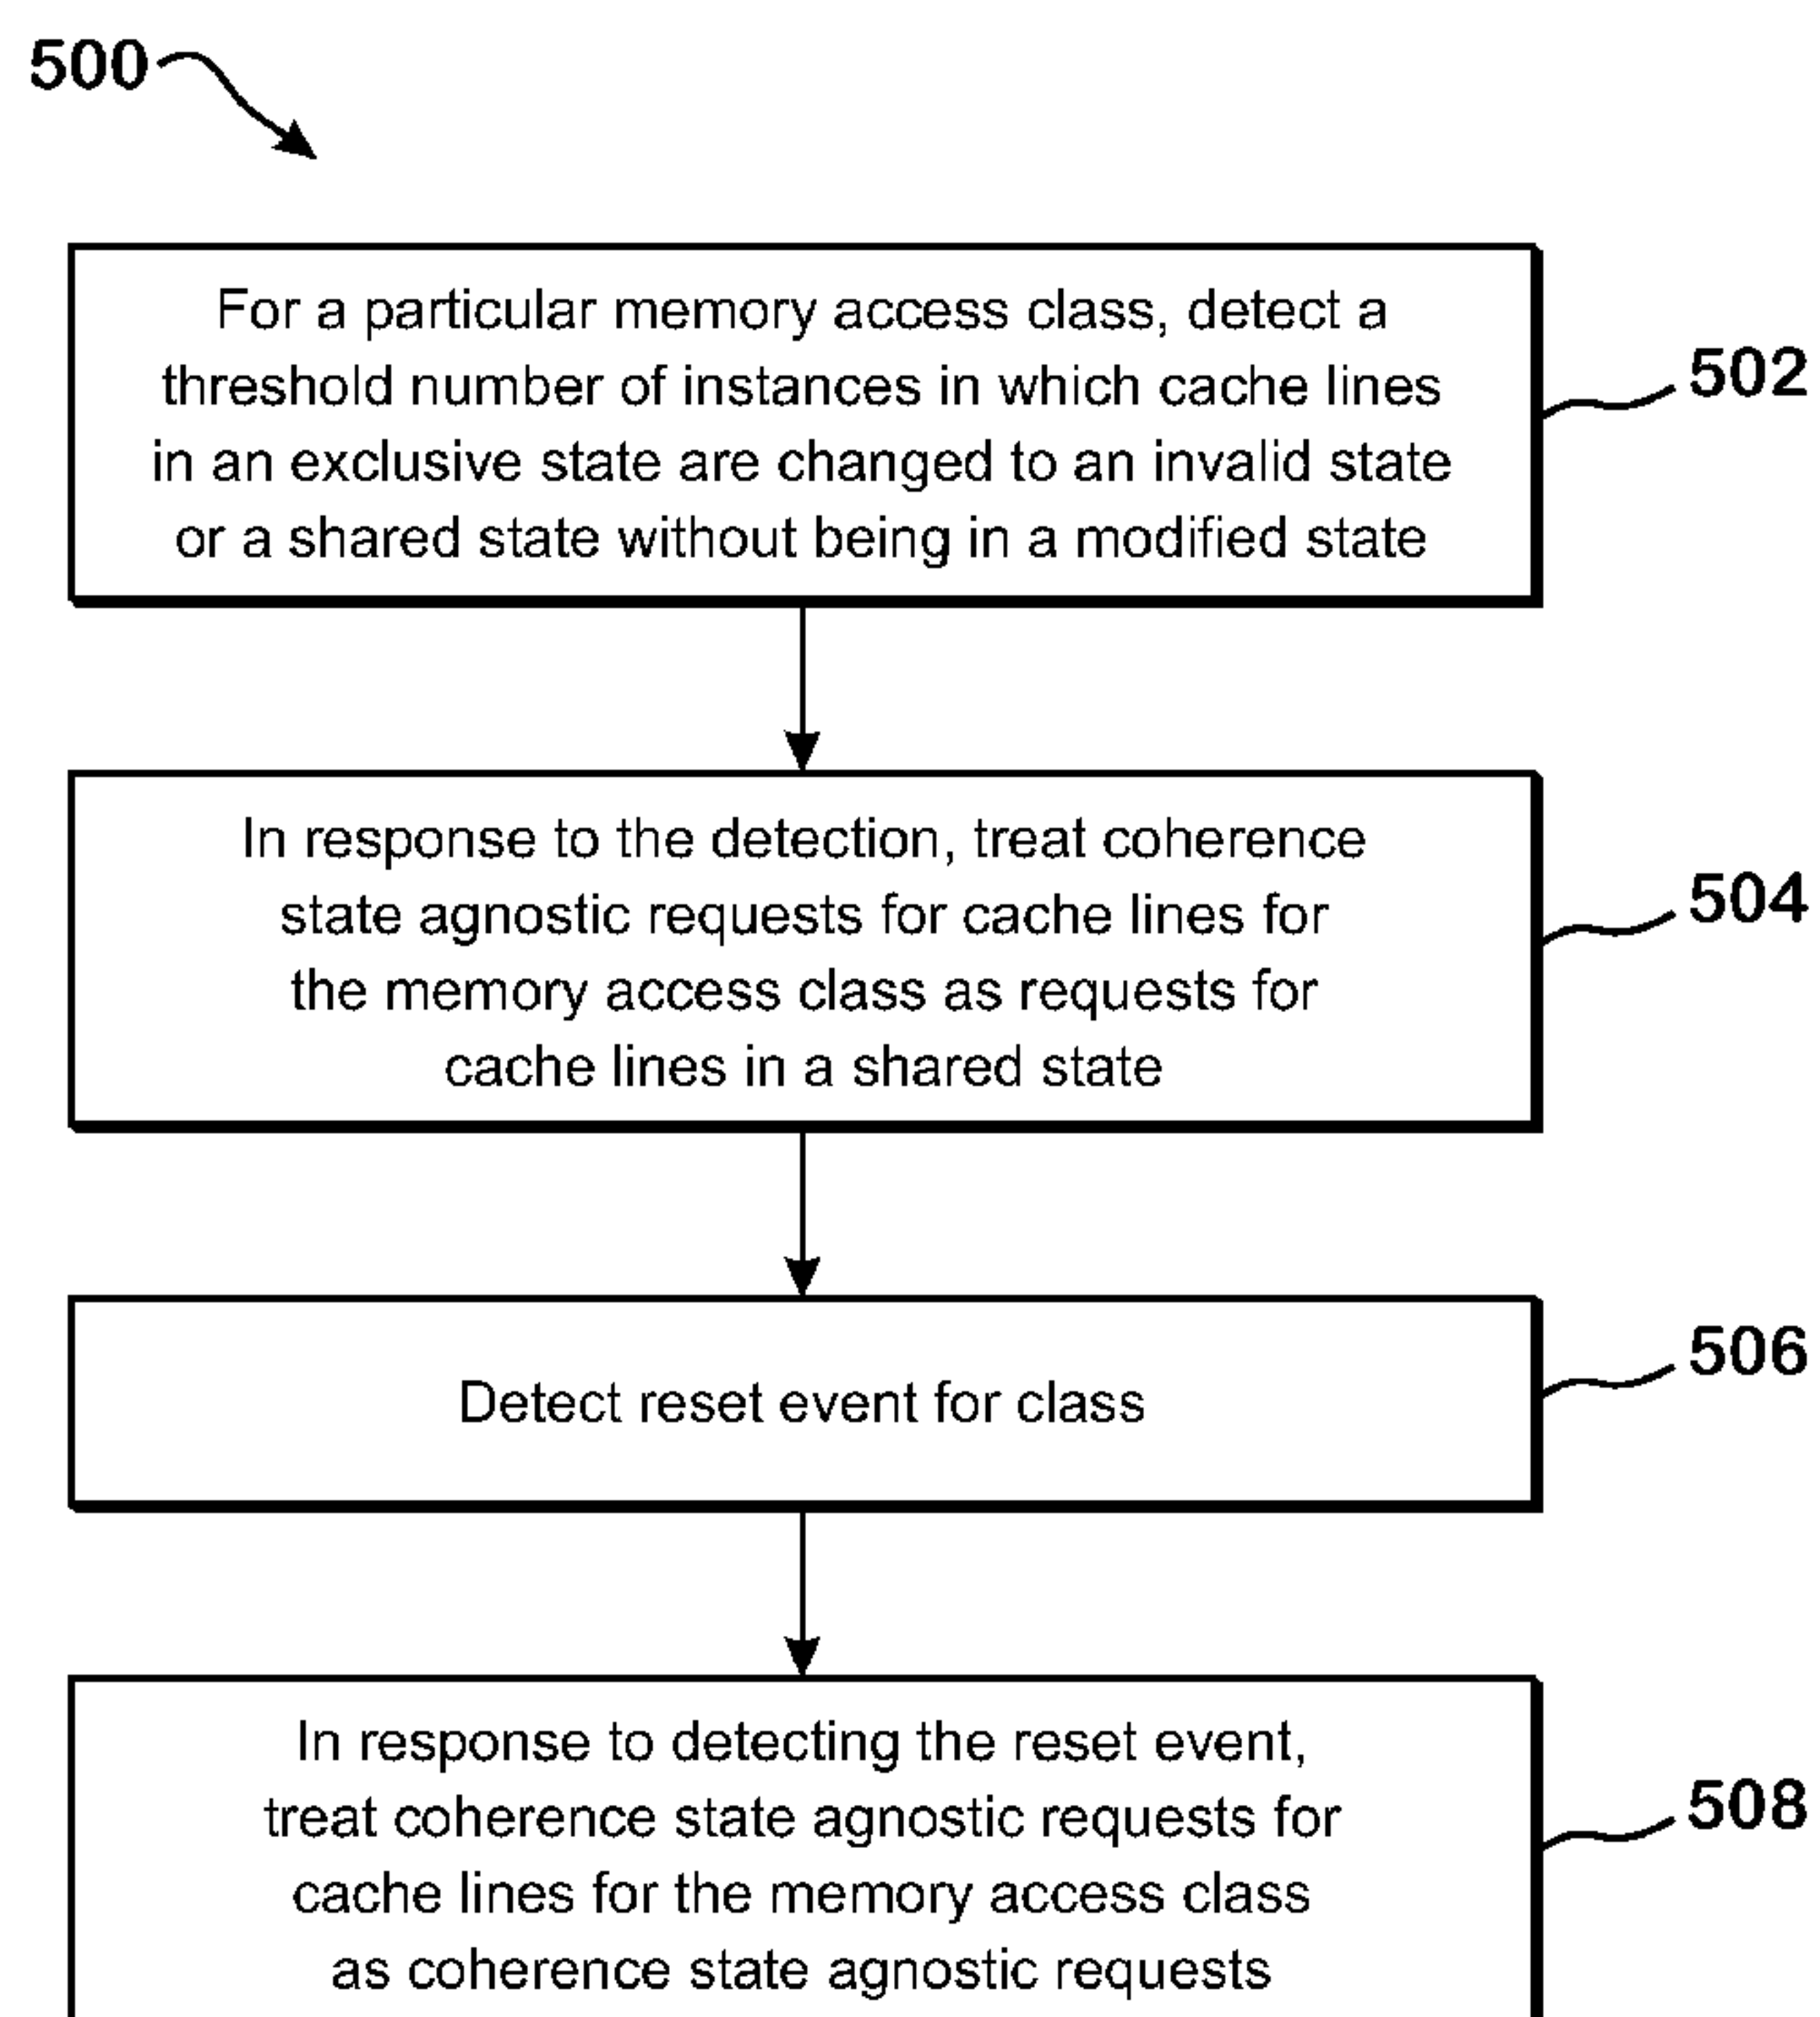 500
For a particular memory access class, detect a
threshold number of instances in which cache lines
in an exclusive state are changed to an invalid state
or a shared state without being in a modified state
502
In response to the detection, treat coherence
state agnostic requests for cache lines for
the memory access class as requests for
cache lines in a shared state
504
Detect reset event for class
506
In response to detecting the reset event,
treat coherence state agnostic requests for
cache lines for the memory access class
as coherence state agnostic requests
508